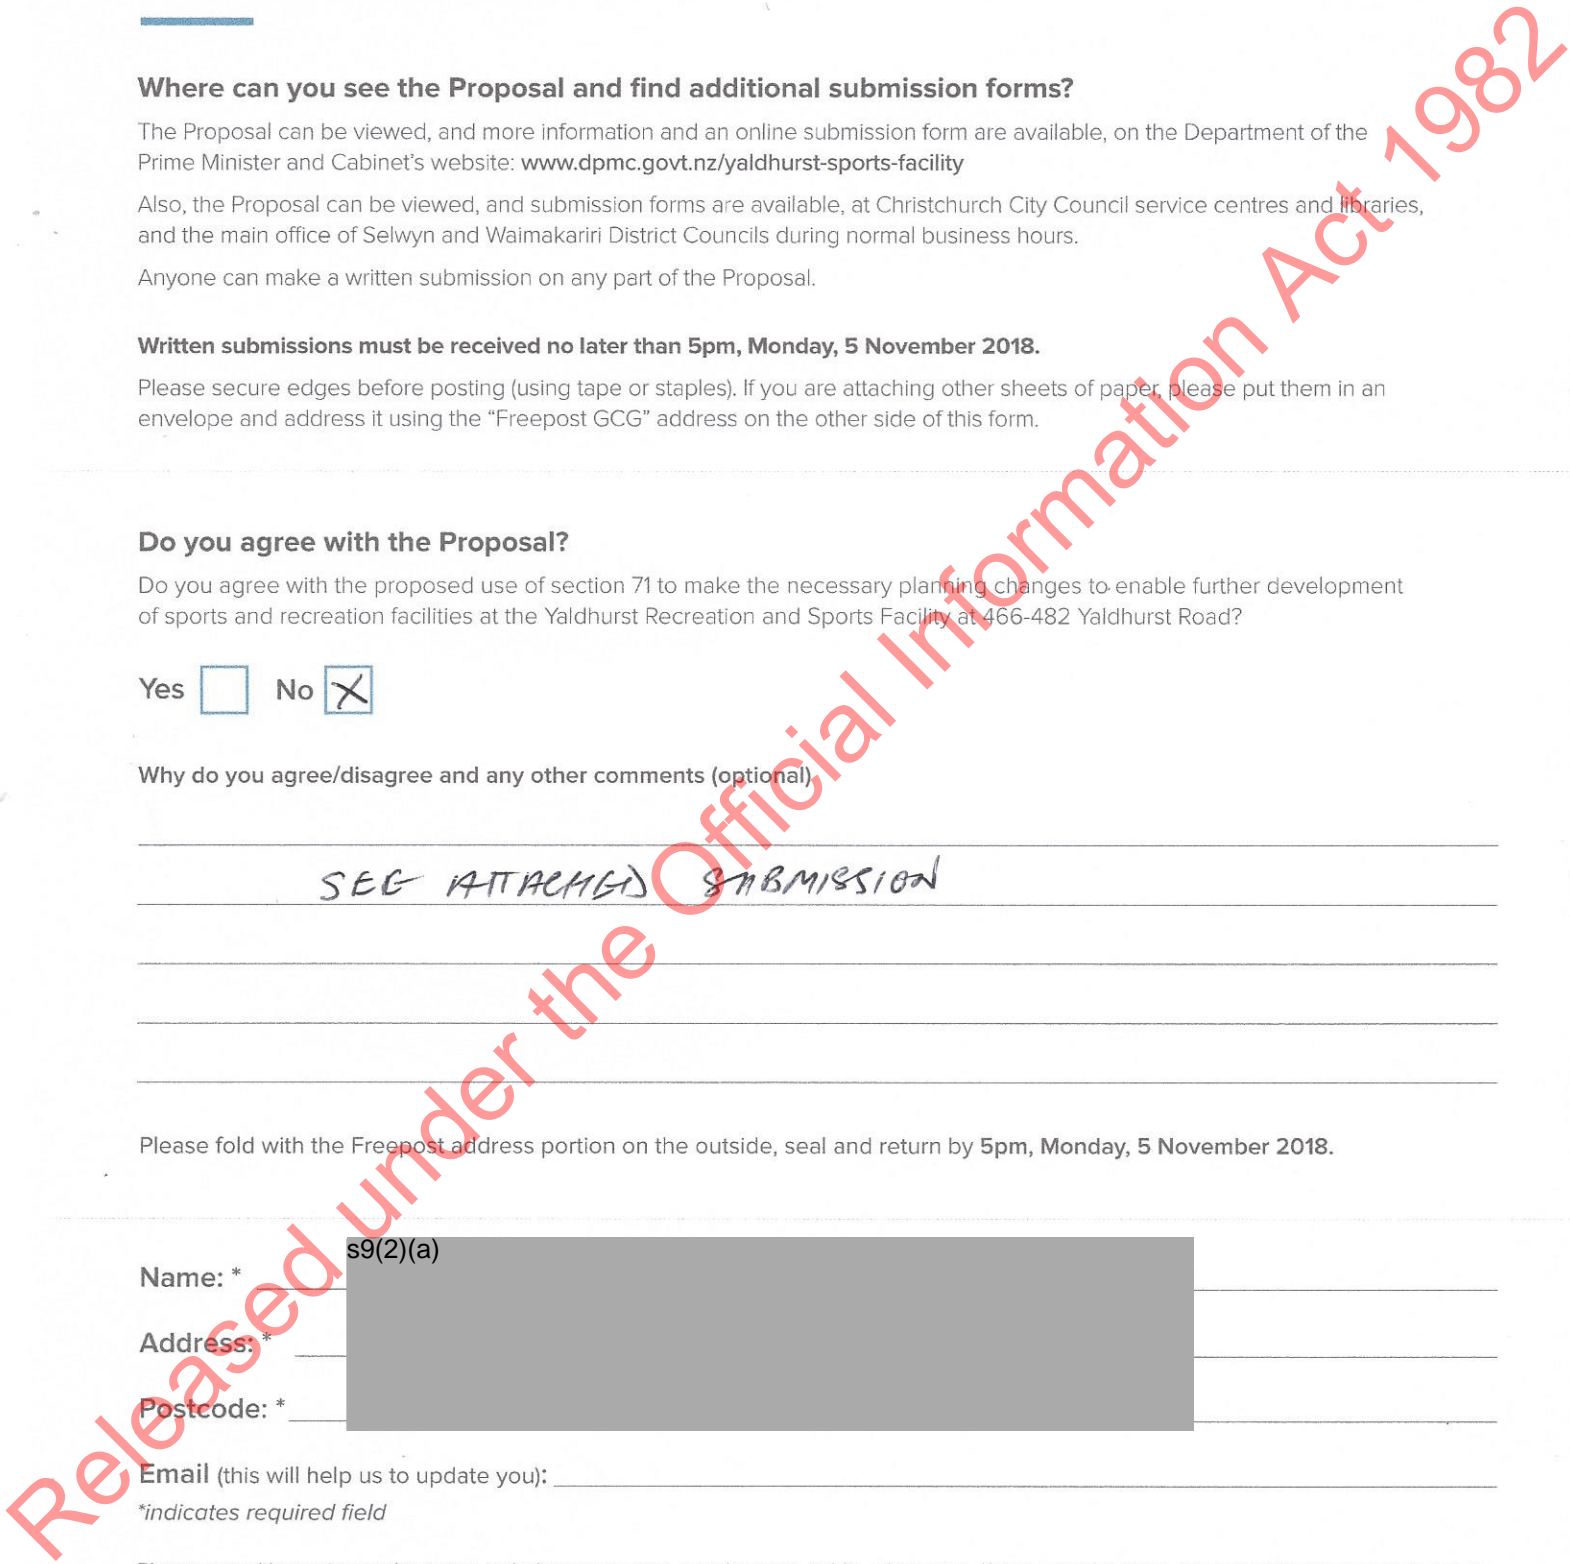 Where can you see the Proposal and find additional submission forms?
The Proposal can be viewed, and more information and an online submission form are available, on the Department of the
Prime Minister and Cabinet's website: www.dpmc.govt.nz/yaldhurst-sports-facility
Also, the Proposal can be viewed, and submission forms are available, at Christchurch City Council service centres and libraries,
and the main office of Selwyn and Waimakariri District Councils during normal business hours.
Anyone can make a written submission on any part of the Proposal.
Written submissions must be received no later than 5pm, Monday, 5 November 2018.
Please secure edges before posting (using tape or staples). If you are attaching other sheets of paper, please put them in an
envelope and address it using the “Freepost GCG” address on the other side of this form.
Do you agree with the Proposal?
Do you agree with the proposed use of section 71 to make the necessary planning changes to enable further development
of sports and recreation facilities at the Yaldhurst Recreation and Sports Facility at 466-482 Yaldhurst Road?
Yes No X
Why do you agree/disagree and any other comments (optional)
SEE ATTACHED SUBMISSION
Please fold with the Freepost address portion on the outside, seal and return by 5pm, Monday, 5 November 2018.
s9(2)(a)
Name: *
Address: *
Postcode: *
Email (this will help us to update you):
*indicates required field
Released under the Official Information Act 1982